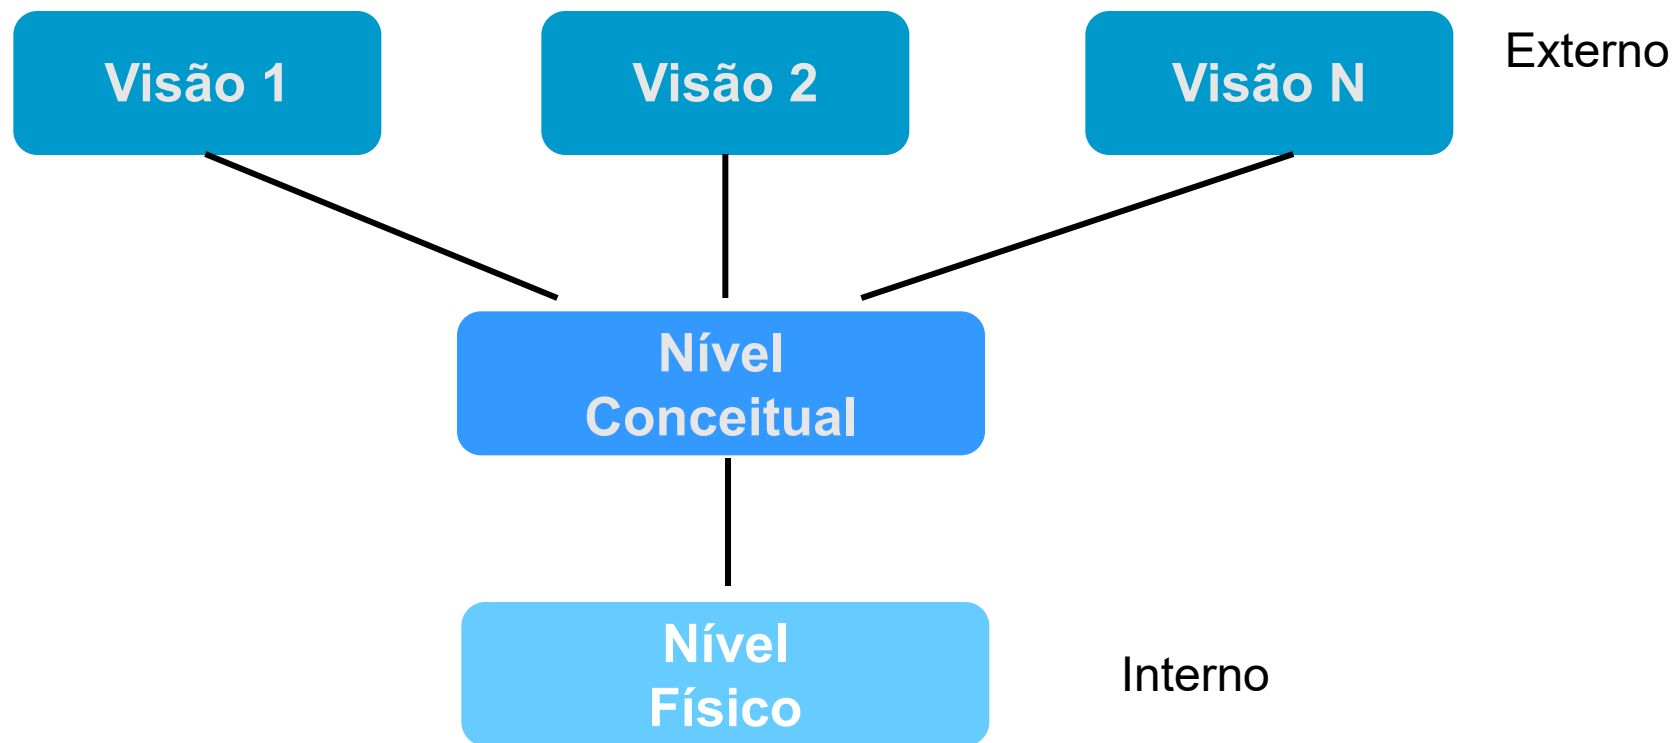 Visão 1
Visão 2
Visão N
Externo
Nível
Conceitual
Nível
Físico
Interno